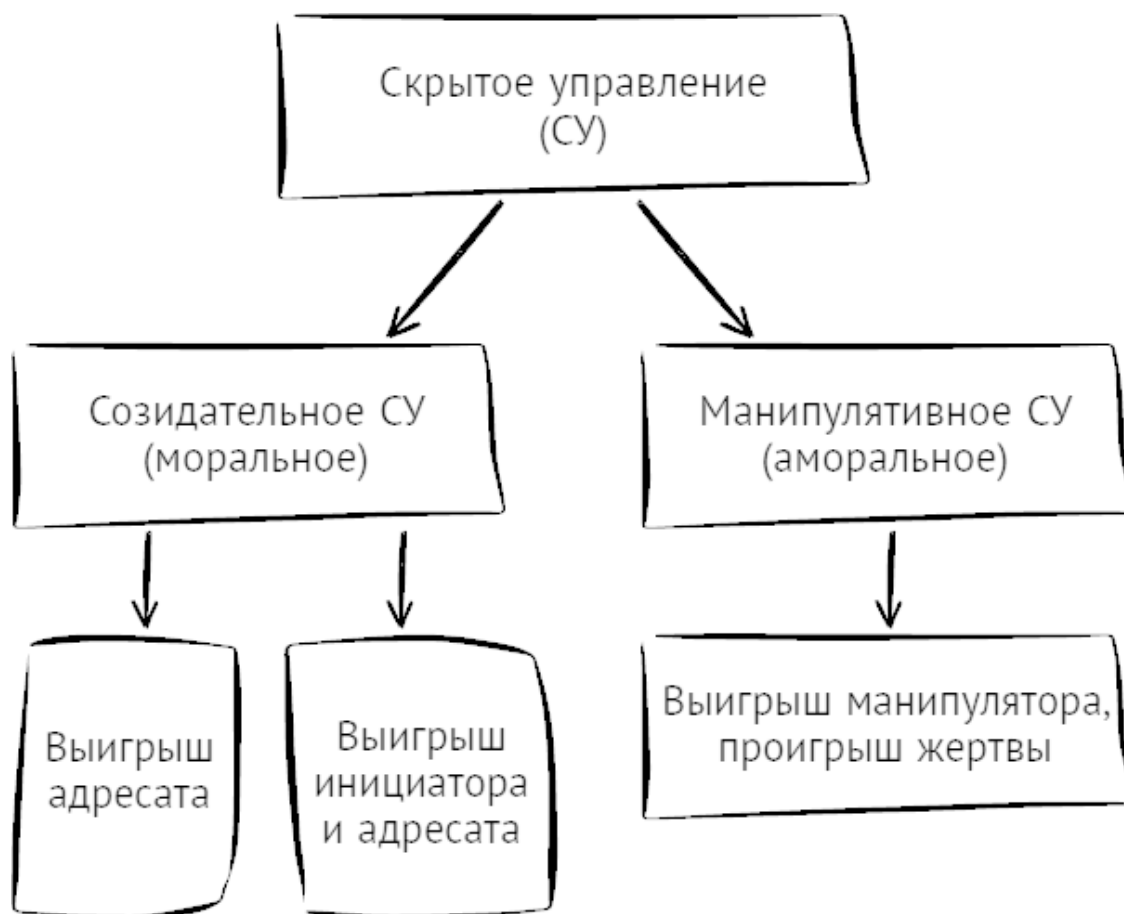 Скрытое управление
(СУ)
Созидательное СУ
(моральное)
Манипулятивное СУ
(аморальное)
Выигрыш
адресата
Выигрыш
инициатора
и адресата
Выигрыш манипулятора,
проигрыш жертвы